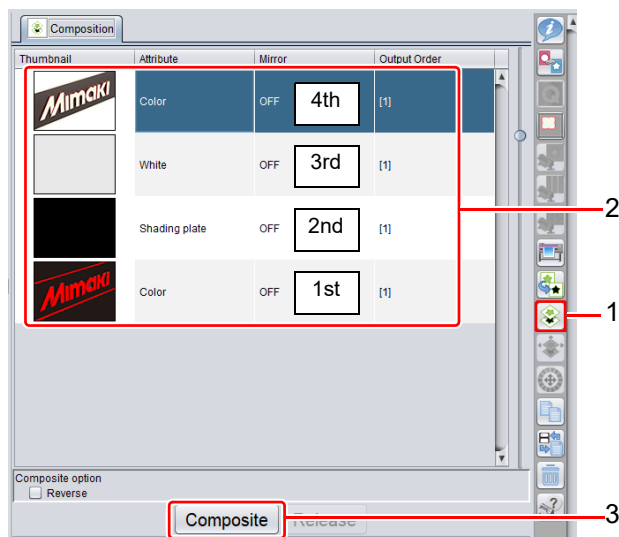 Composition
Thumbnail Attribute Mirror Output Order
Mimaki Color OFF 4th [1]
White OFF 3rd [1]
2
Shading plate OFF 2nd [1]
Mimaki Color OFF 1st [1]
1
Composite option
Reverse
Composite Release
3